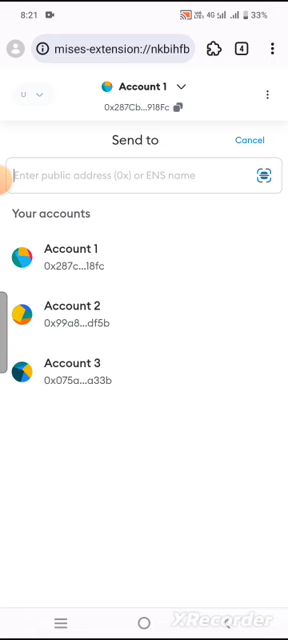 8:21 4G 33%
mises-extension://nkbihfb 4
U Account 1
0x287Cb...918Fc
Send to Cancel
Enter public address (0x) or ENS name
Your accounts
Account 1
0x287c...18fc
Account 2
0x99a8...df5b
Account 3
0x075a...a33b
XRecorder